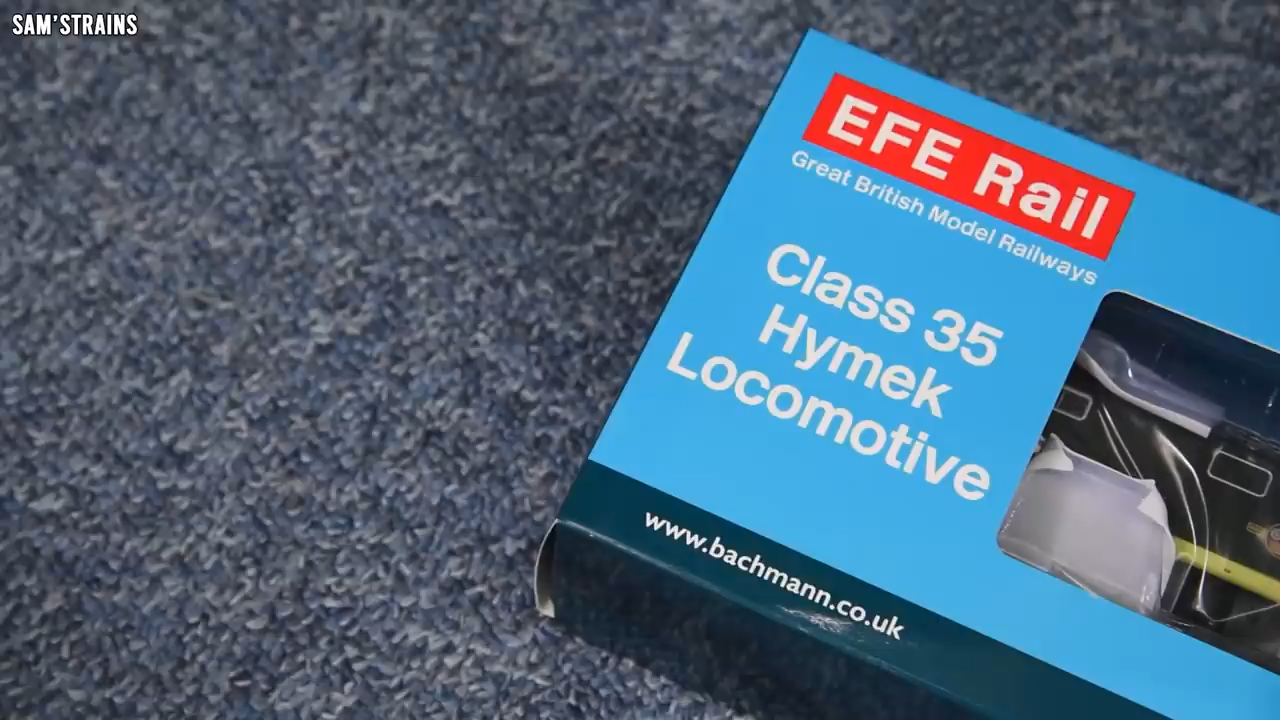 SAM'STRAINS
EFE Rail
Great British Model Railways
Class 35
Hymek
Locomotive
www.bachmann.co.uk